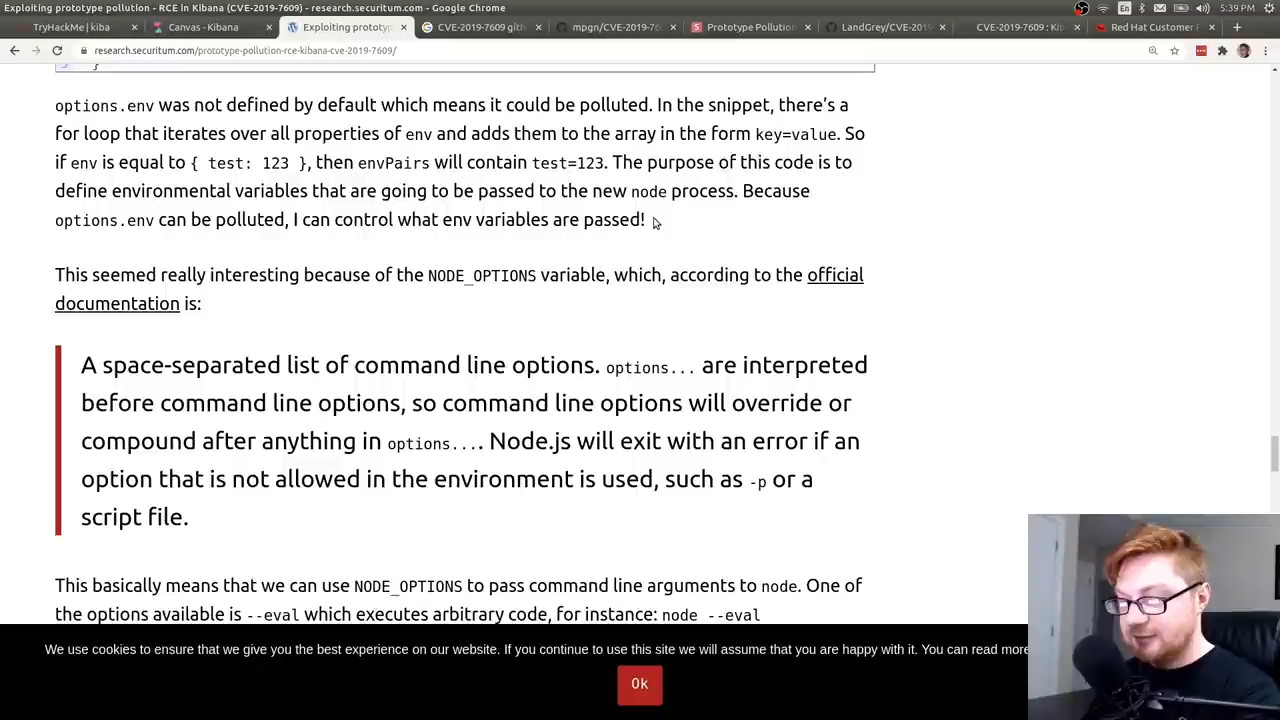 Exploiting prototype pollution - RCE in Kibana (CVE-2019-7609) - research.securitum.com - Google Chrome
En
5:39 PM
TryHackMe | kiba
Canvas - Kibana
Exploiting prototype
CVE-2019-7609 gith
mpgn/CVE-2019-7
Prototype Pollution
LandGrey/CVE-2019
CVE-2019-7609 : Kib
Red Hat Customer P
research.securitum.com/prototype-pollution-rce-kibana-cve-2019-7609/
}
options.env was not defined by default which means it could be polluted. In the snippet, there's a
for loop that iterates over all properties of env and adds them to the array in the form key=value. So
if env is equal to { test: 123 }, then envPairs will contain test=123. The purpose of this code is to
define environmental variables that are going to be passed to the new node process. Because
options.env can be polluted, I can control what env variables are passed!
This seemed really interesting because of the NODE_OPTIONS variable, which, according to the official
documentation is:
A space-separated list of command line options. options... are interpreted
before command line options, so command line options will override or
compound after anything in options.... Node.js will exit with an error if an
option that is not allowed in the environment is used, such as -p or a
script file.
This basically means that we can use NODE_OPTIONS to pass command line arguments to node. One of
the options available is --eval which executes arbitrary code, for instance: node --eval
We use cookies to ensure that we give you the best experience on our website. If you continue to use this site we will assume that you are happy with it. You can read more
Ok